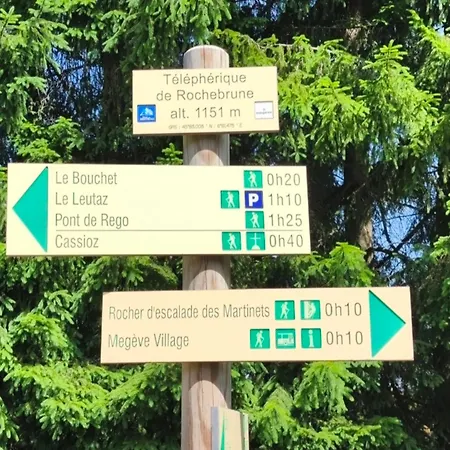 Téléphérique
de Rochebrune
alt. 1151 m
Le Bouchet 0h20
Le Leutaz P 1h10
Pont de Rego 1h25
Cassioz 0h40
Rocher d'escalade des Martinets 0h10
Megève Village i 0h10